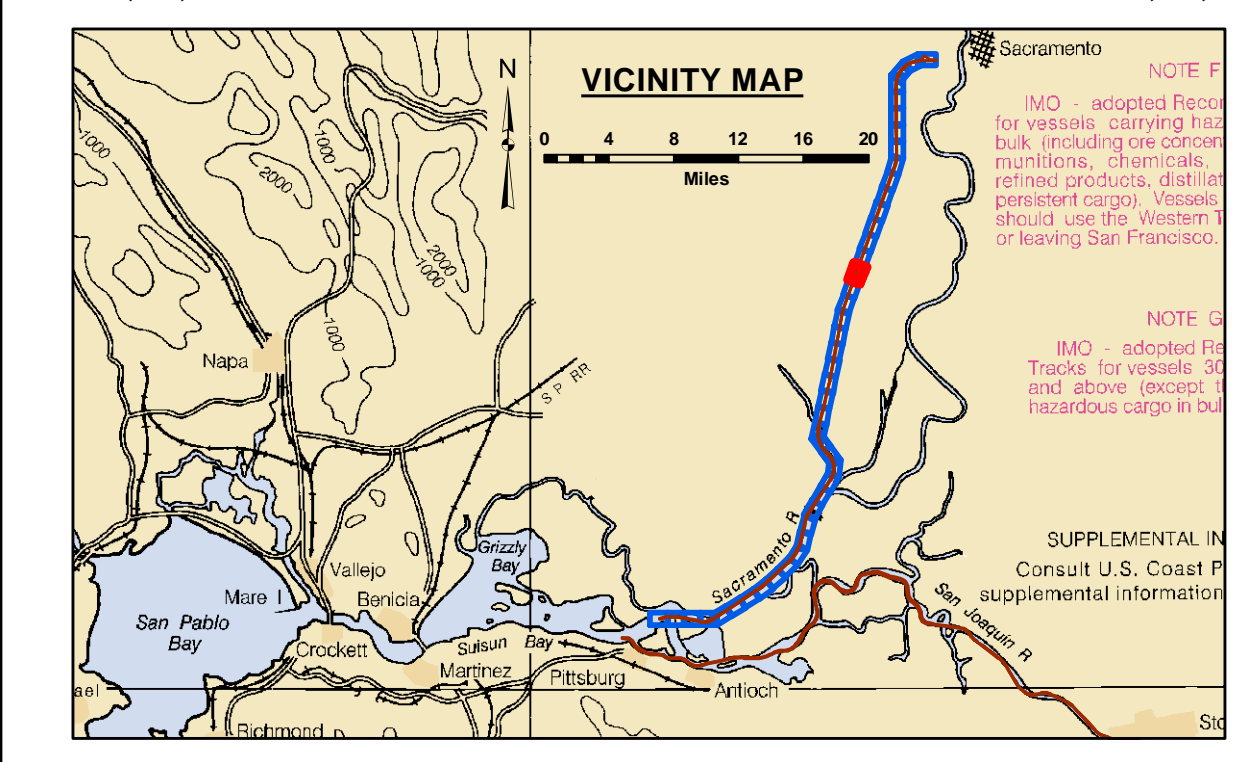 Sacramento
N
VICINITY MAP
NOTE F
0 4 8 12 16 20
Miles
IMO - adopted Recor
for vessels carrying haz
bulk (including ore concen
munitions, chemicals,
refined products, distillat
persistent cargo). Vessels
should use the Western T
or leaving San Francisco.
1000
1000
2000
2000
1000
1000
NOTE G
IMO - adopted Re
Tracks for vessels 30
and above (except t
hazardous cargo in bul
Napa
S P RR
Sacramento R
Grizzly
Bay
SUPPLEMENTAL IN
Consult U.S. Coast P
supplemental information
Vallejo
Mare I
Benicia
San Pablo
Bay
San Joaquin R
Crockett
Suisun Bay
Martinez
Pittsburg
Antioch
ael
Richmond
Sto